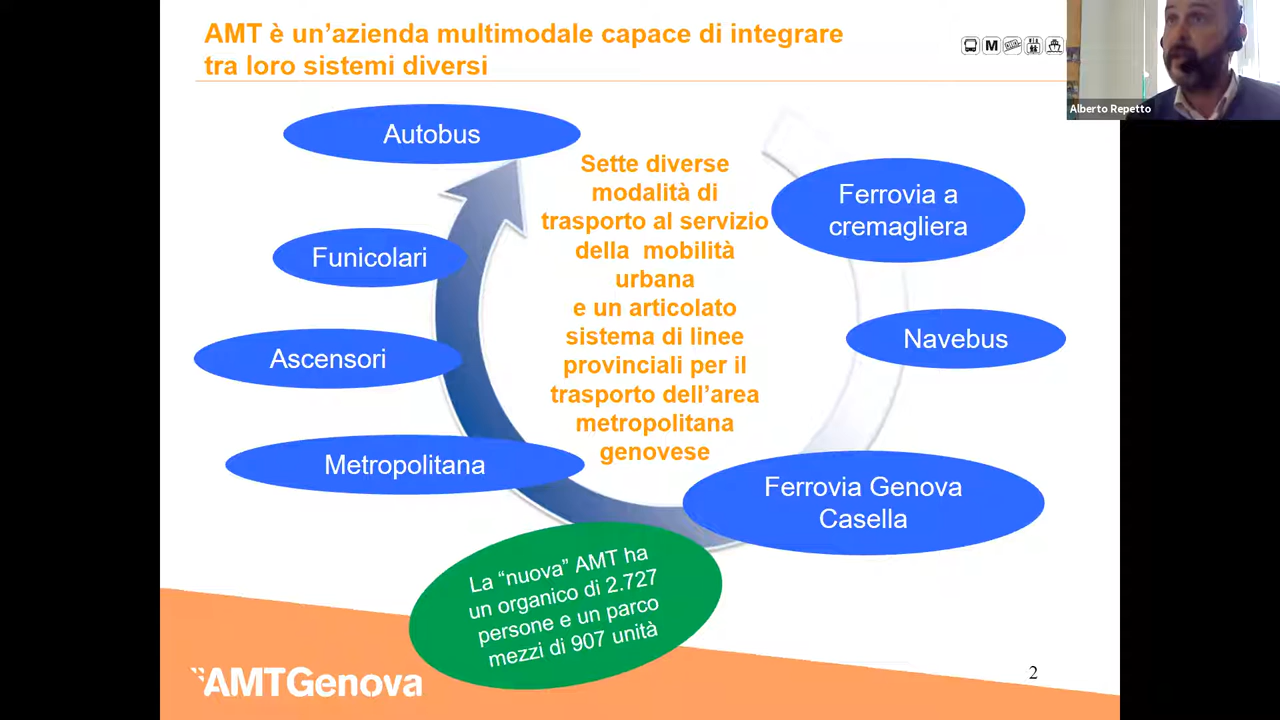 AMT è un’azienda multimodale capace di integrare
tra loro sistemi diversi
M
Alberto Repetto
Autobus
Funicolari
Ascensori
Metropolitana
Sette diverse
modalità di
trasporto al servizio
della mobilità
urbana
e un articolato
sistema di linee
provinciali per il
trasporto dell’area
metropolitana
genovese
Ferrovia a
cremagliera
Navebus
Ferrovia Genova
Casella
La “nuova” AMT ha
un organico di 2.727
persone e un parco
mezzi di 907 unità
AMTGenova
2